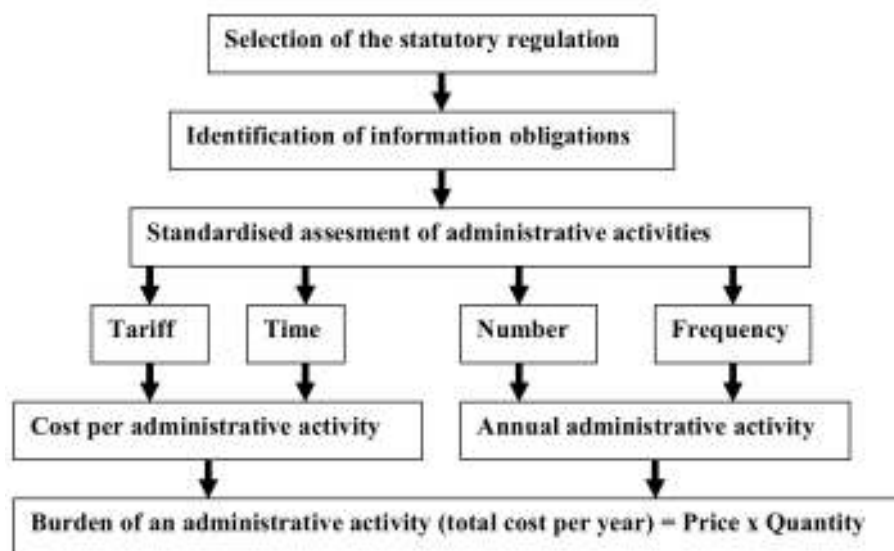 Selection of the statutory regulation
Identification of information obligations
Standardised assesment of administrative activities
Tariff
Time
Number
Frequency
Cost per administrative activity
Annual administrative activity
Burden of an administrative activity (total cost per year) = Price x Quantity